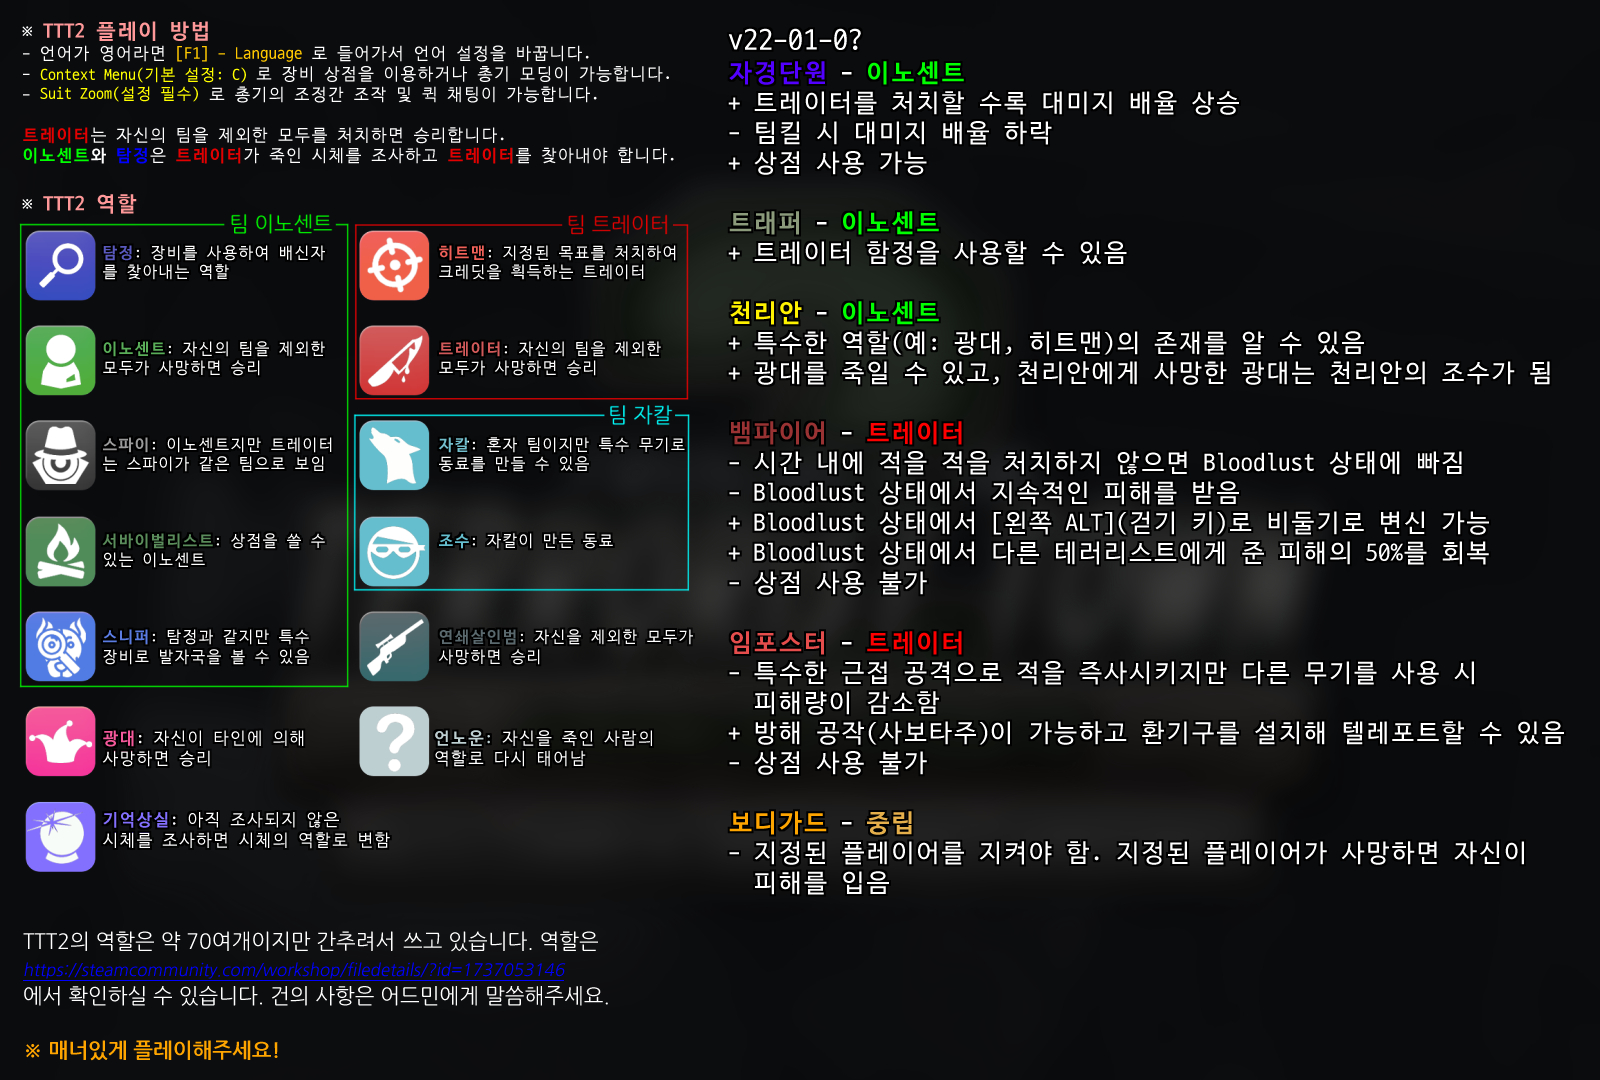 ※ TTT2 플레이 방법
- 언어가 영어라면 [F1] - Language 로 들어가서 언어 설정을 바꿉니다.
- Context Menu(기본 설정: C) 로 장비 상점을 이용하거나 총기 모딩이 가능합니다.
- Suit Zoom(설정 필수) 로 총기의 조정간 조작 및 퀵 채팅이 가능합니다.
트레이터는 자신의 팀을 제외한 모두를 처치하면 승리합니다.
이노센트와 탐정은 트레이터가 죽인 시체를 조사하고 트레이터를 찾아내야 합니다.
※ TTT2 역할
팀 이노센트
탐정: 장비를 사용하여 배신자
를 찾아내는 역할
이노센트: 자신의 팀을 제외한
모두가 사망하면 승리
스파이: 이노센트지만 트레이터
는 스파이가 같은 팀으로 보임
서바이벌리스트: 상점을 쓸 수
있는 이노센트
스니퍼: 탐정과 같지만 특수
장비로 발자국을 볼 수 있음
팀 트레이터
히트맨: 지정된 목표를 처치하여
크레딧을 획득하는 트레이터
트레이터: 자신의 팀을 제외한
모두가 사망하면 승리
팀 자칼
자칼: 혼자 팀이지만 특수 무기로
동료를 만들 수 있음
조수: 자칼이 만든 동료
연쇄살인범: 자신을 제외한 모두가
사망하면 승리
광대: 자신이 타인에 의해
사망하면 승리
언노운: 자신을 죽인 사람의
역할로 다시 태어남
기억상실: 아직 조사되지 않은
시체를 조사하면 시체의 역할로 변함
TTT2의 역할은 약 70여개이지만 간추려서 쓰고 있습니다. 역할은
https://steamcommunity.com/workshop/filedetails/?id=1737053146
에서 확인하실 수 있습니다. 건의 사항은 어드민에게 말씀해주세요.
※ 매너있게 플레이해주세요!
v22-01-0?
자경단원 - 이노센트
+ 트레이터를 처치할 수록 대미지 배율 상승
- 팀킬 시 대미지 배율 하락
+ 상점 사용 가능
트래퍼 - 이노센트
+ 트레이터 함정을 사용할 수 있음
천리안 - 이노센트
+ 특수한 역할(예: 광대, 히트맨)의 존재를 알 수 있음
+ 광대를 죽일 수 있고, 천리안에게 사망한 광대는 천리안의 조수가 됨
뱀파이어 - 트레이터
- 시간 내에 적을 적을 처치하지 않으면 Bloodlust 상태에 빠짐
- Bloodlust 상태에서 지속적인 피해를 받음
+ Bloodlust 상태에서 [왼쪽 ALT](걷기 키)로 비둘기로 변신 가능
+ Bloodlust 상태에서 다른 테러리스트에게 준 피해의 50%를 회복
- 상점 사용 불가
임포스터 - 트레이터
- 특수한 근접 공격으로 적을 즉사시키지만 다른 무기를 사용 시
피해량이 감소함
+ 방해 공작(사보타주)이 가능하고 환기구를 설치해 텔레포트할 수 있음
- 상점 사용 불가
보디가드 - 중립
- 지정된 플레이어를 지켜야 함. 지정된 플레이어가 사망하면 자신이
피해를 입음